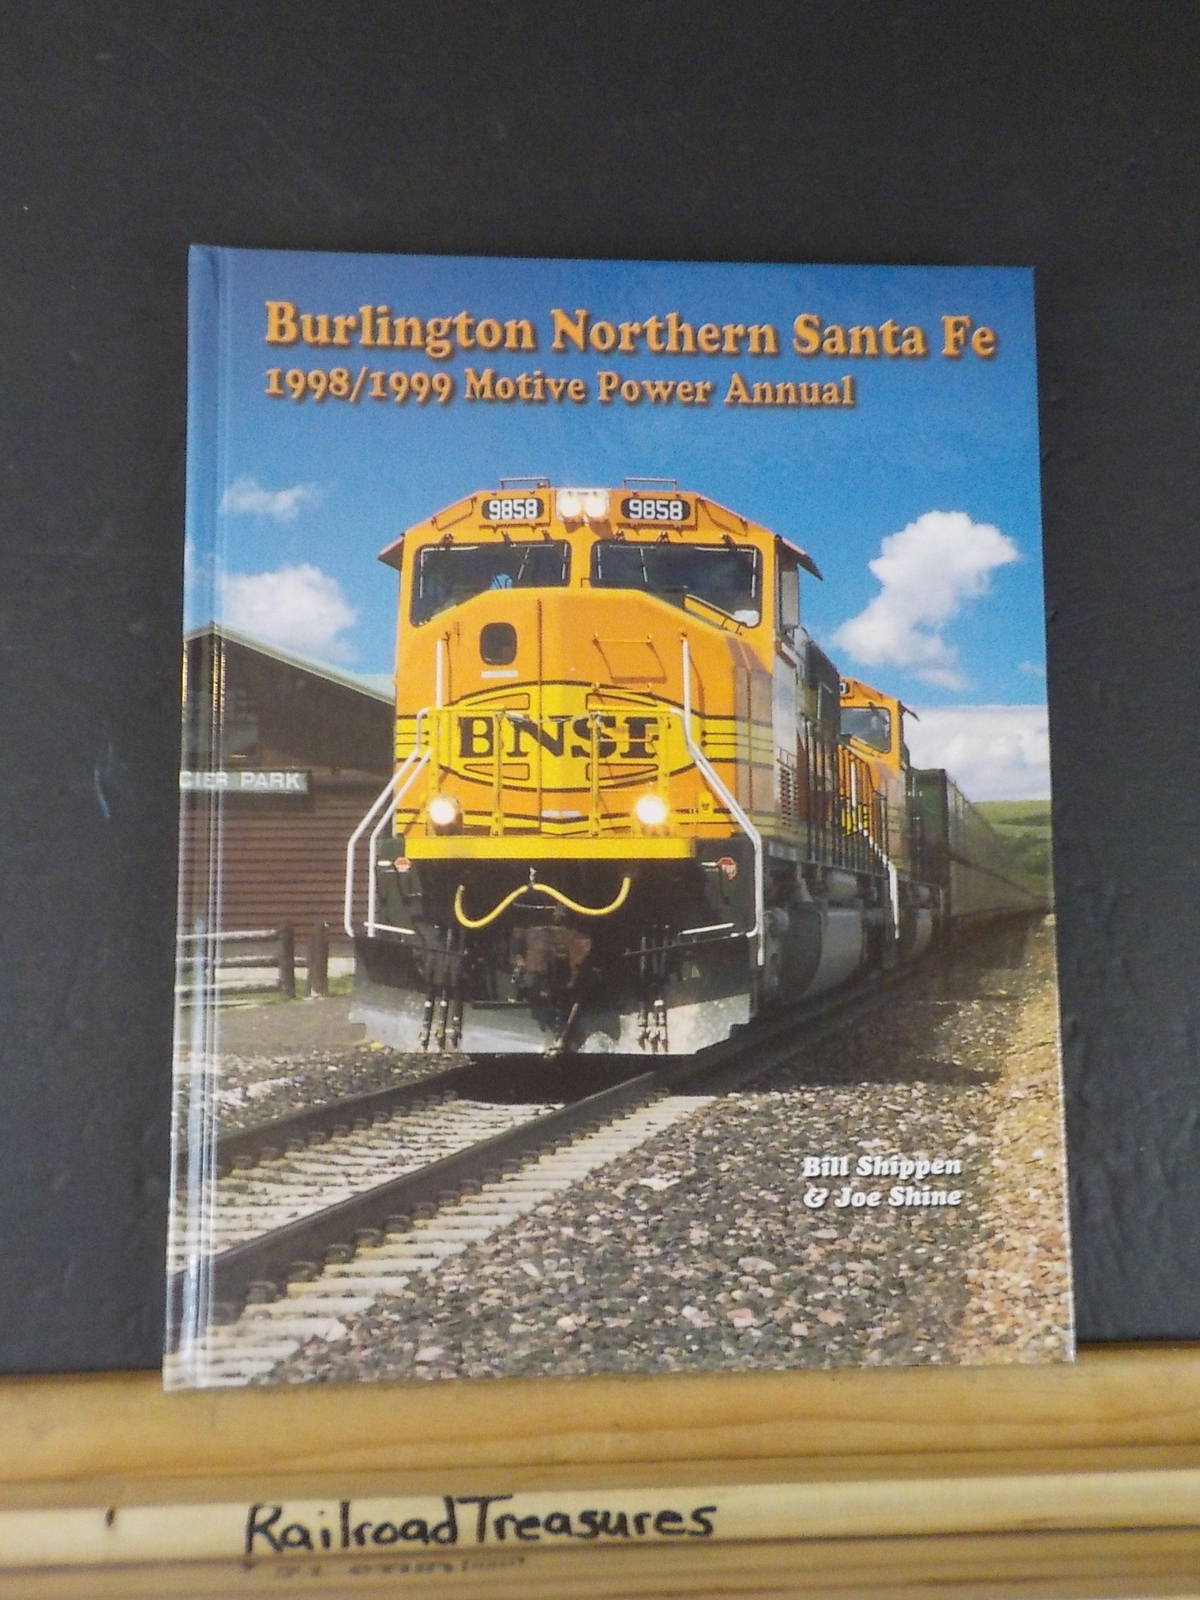 Burlington Northern Santa Fe
1998/1999 Motive Power Annual
9858 9858
BNSF
CIER PARK
Bill Shippen
& Joe Shine
RailroadTreasures